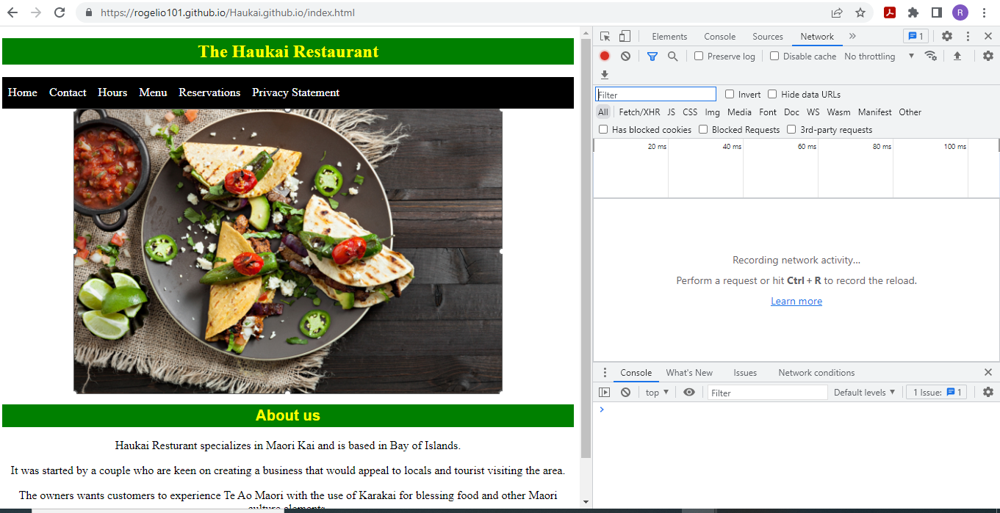 https://rogelio101.github.io/Haukai.github.io/index.html
R
The Haukai Restaurant
Home Contact Hours Menu Reservations Privacy Statement
About us
Haukai Resturant specializes in Maori Kai and is based in Bay of Islands.
It was started by a couple who are keen on creating a business that would appeal to locals and tourist visiting the area.
The owners wants customers to experience Te Ao Maori with the use of Karakai for blessing food and other Maori
culture elements.
Elements Console Sources Network » 1
Preserve log Disable cache No throttling
Filter Invert Hide data URLs
All Fetch/XHR JS CSS Img Media Font Doc WS Wasm Manifest Other
Has blocked cookies Blocked Requests 3rd-party requests
20 ms 40 ms 60 ms 80 ms 100 ms
Recording network activity...
Perform a request or hit Ctrl + R to record the reload.
Learn more
Console What's New Issues Network conditions
top Filter Default levels 1 Issue: 1